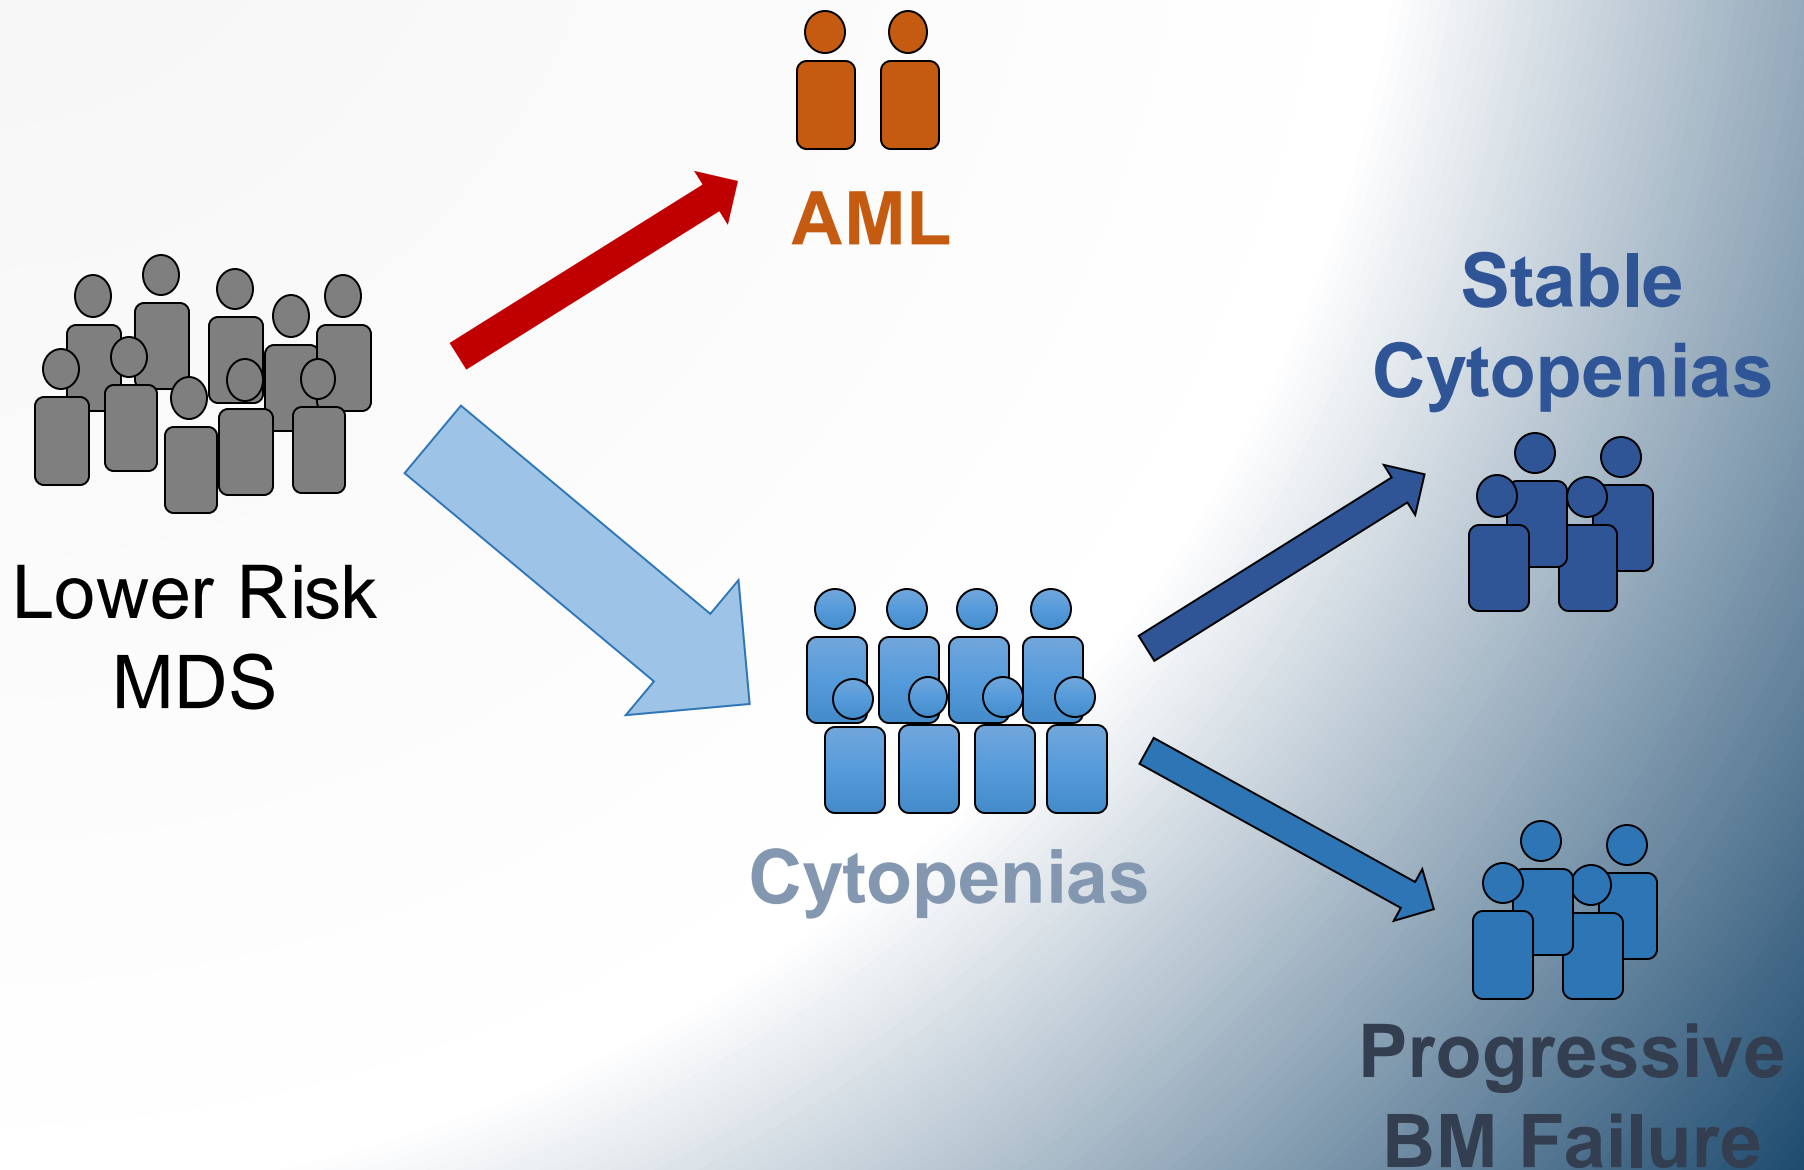 AML
Lower Risk
MDS
Cytopenias
Stable
Cytopenias
Progressive
BM Failure